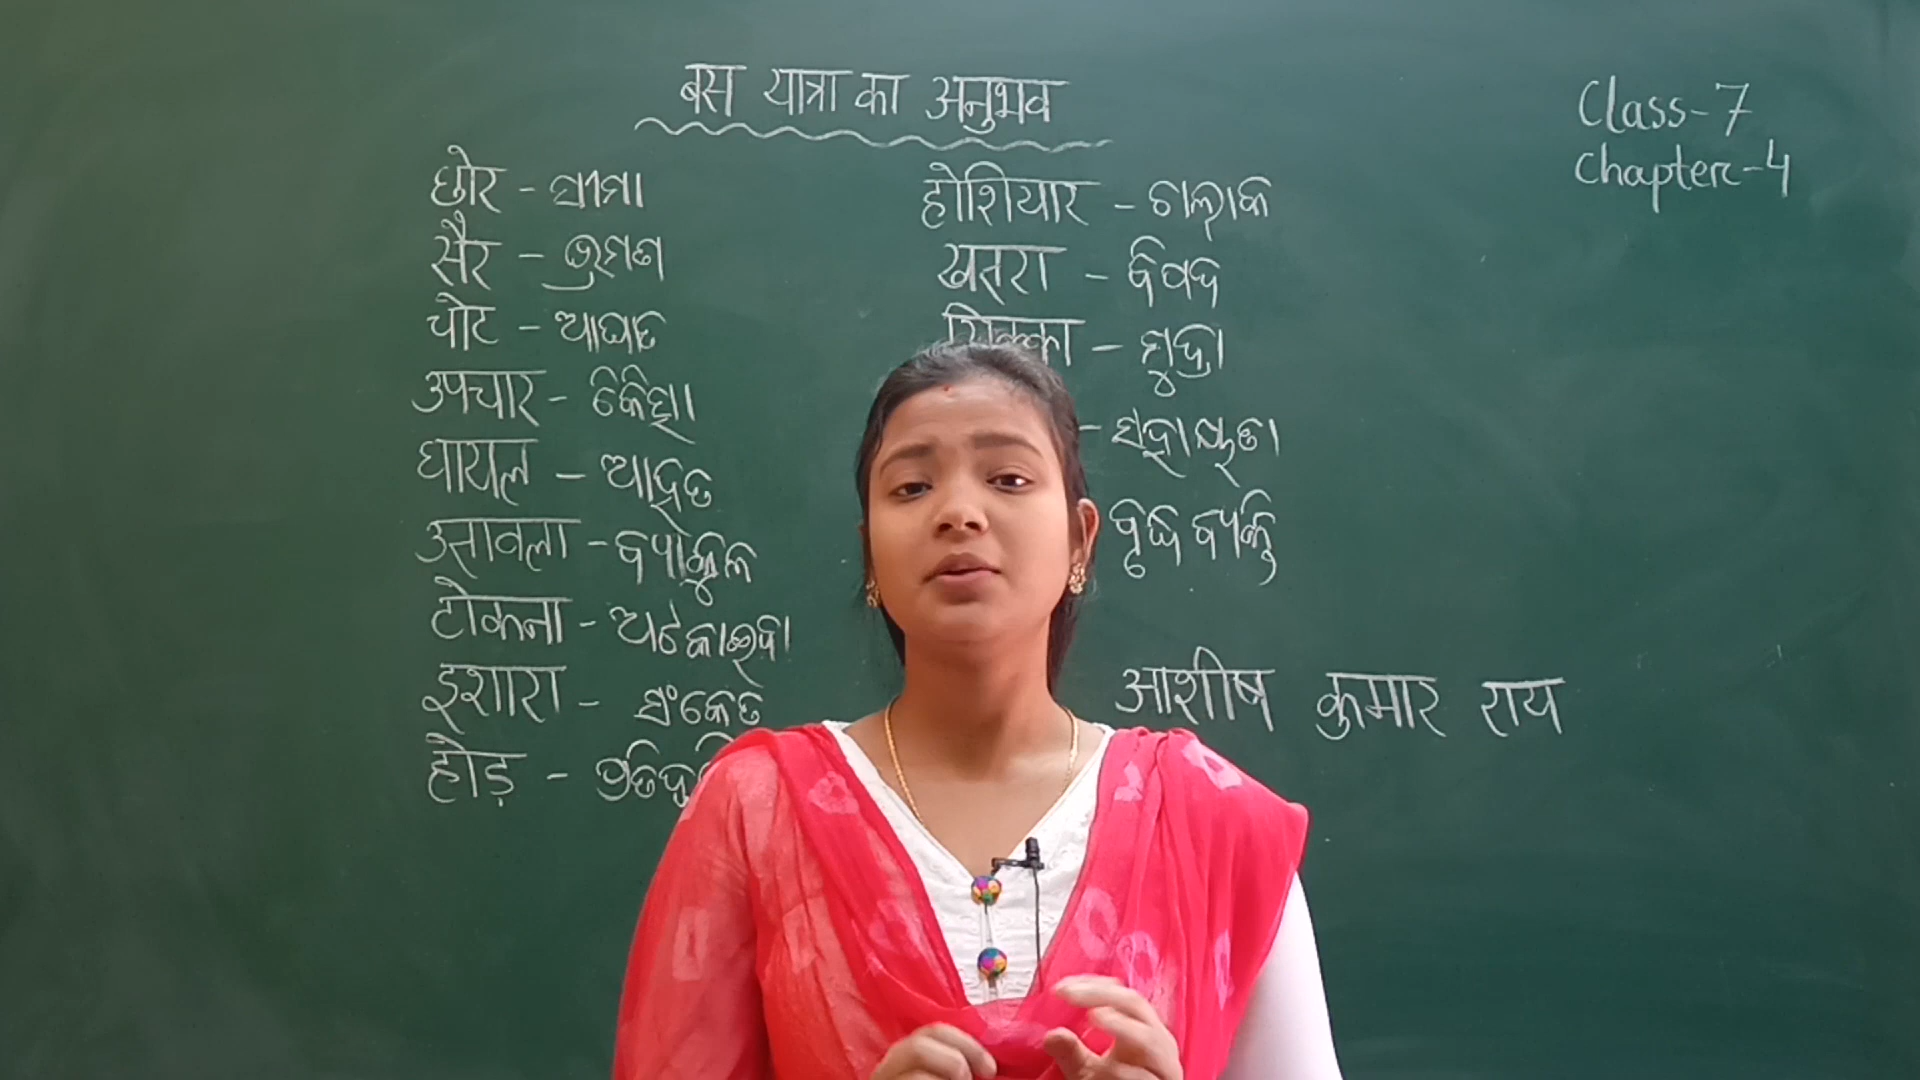 बस यात्रा का अनुभव
Class-7
Chapter-4
छोर - ସୀମା
सैर - ଭ୍ରମଣ
चोट - ଆଘାତ
उपचार - ଚିକିତ୍ସା
घायल - ଆହତ
उतावला - ବ୍ୟାକୁଳ
टोकना - ଅଟକାଇବା
इशारा - ସଂକେତ
होड़ -
होशियार - ଚାଲାକ
खतरा - ବିପଦ
सिक्का - ମୁଦ୍ରା
-
ବୃଦ୍ଧ ବ୍ୟକ୍ତି
आशीष कुमार राय